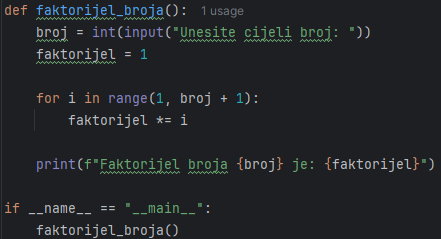 def faktorijel_broja():  1 usage
    broj = int(input("Unesite cijeli broj: "))
    faktorijel = 1

    for i in range(1, broj + 1):
        faktorijel *= i

    print(f"Faktorijel broja {broj} je: {faktorijel}")

if __name__ == "__main__":
    faktorijel_broja()